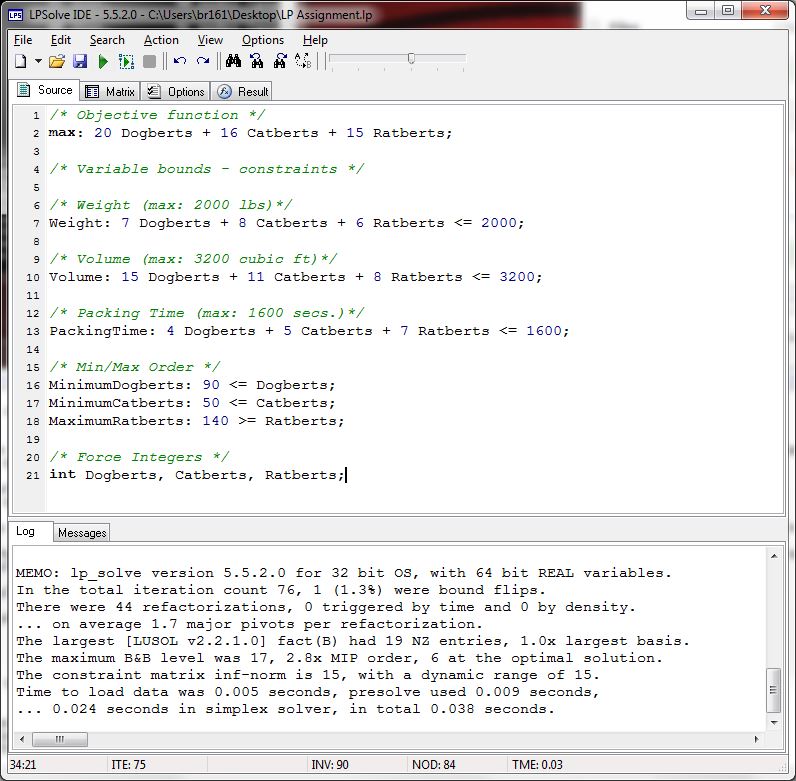 LPSolve IDE - 5.5.2.0 - C:\Users\br161\Desktop\LP Assignment.lp
File Edit Search Action View Options Help
Source Matrix Options Result
1 /* Objective function */
2 max: 20 Dogberts + 16 Catberts + 15 Ratberts;
3
4 /* Variable bounds - constraints */
5
6 /* Weight (max: 2000 lbs)*/
7 Weight: 7 Dogberts + 8 Catberts + 6 Ratberts <= 2000;
8
9 /* Volume (max: 3200 cubic ft)*/
10 Volume: 15 Dogberts + 11 Catberts + 8 Ratberts <= 3200;
11
12 /* Packing Time (max: 1600 secs.)*/
13 PackingTime: 4 Dogberts + 5 Catberts + 7 Ratberts <= 1600;
14
15 /* Min/Max Order */
16 MinimumDogberts: 90 <= Dogberts;
17 MinimumCatberts: 50 <= Catberts;
18 MaximumRatberts: 140 >= Ratberts;
19
20 /* Force Integers */
21 int Dogberts, Catberts, Ratberts;
Log Messages
MEMO: lp_solve version 5.5.2.0 for 32 bit OS, with 64 bit REAL variables.
In the total iteration count 76, 1 (1.3%) were bound flips.
There were 44 refactorizations, 0 triggered by time and 0 by density.
... on average 1.7 major pivots per refactorization.
The largest [LUSOL v2.2.1.0] fact(B) had 19 NZ entries, 1.0x largest basis.
The maximum B&B level was 17, 2.8x MIP order, 6 at the optimal solution.
The constraint matrix inf-norm is 15, with a dynamic range of 15.
Time to load data was 0.005 seconds, presolve used 0.009 seconds,
... 0.024 seconds in simplex solver, in total 0.038 seconds.
34:21 ITE: 75 INV: 90 NOD: 84 TME: 0.03